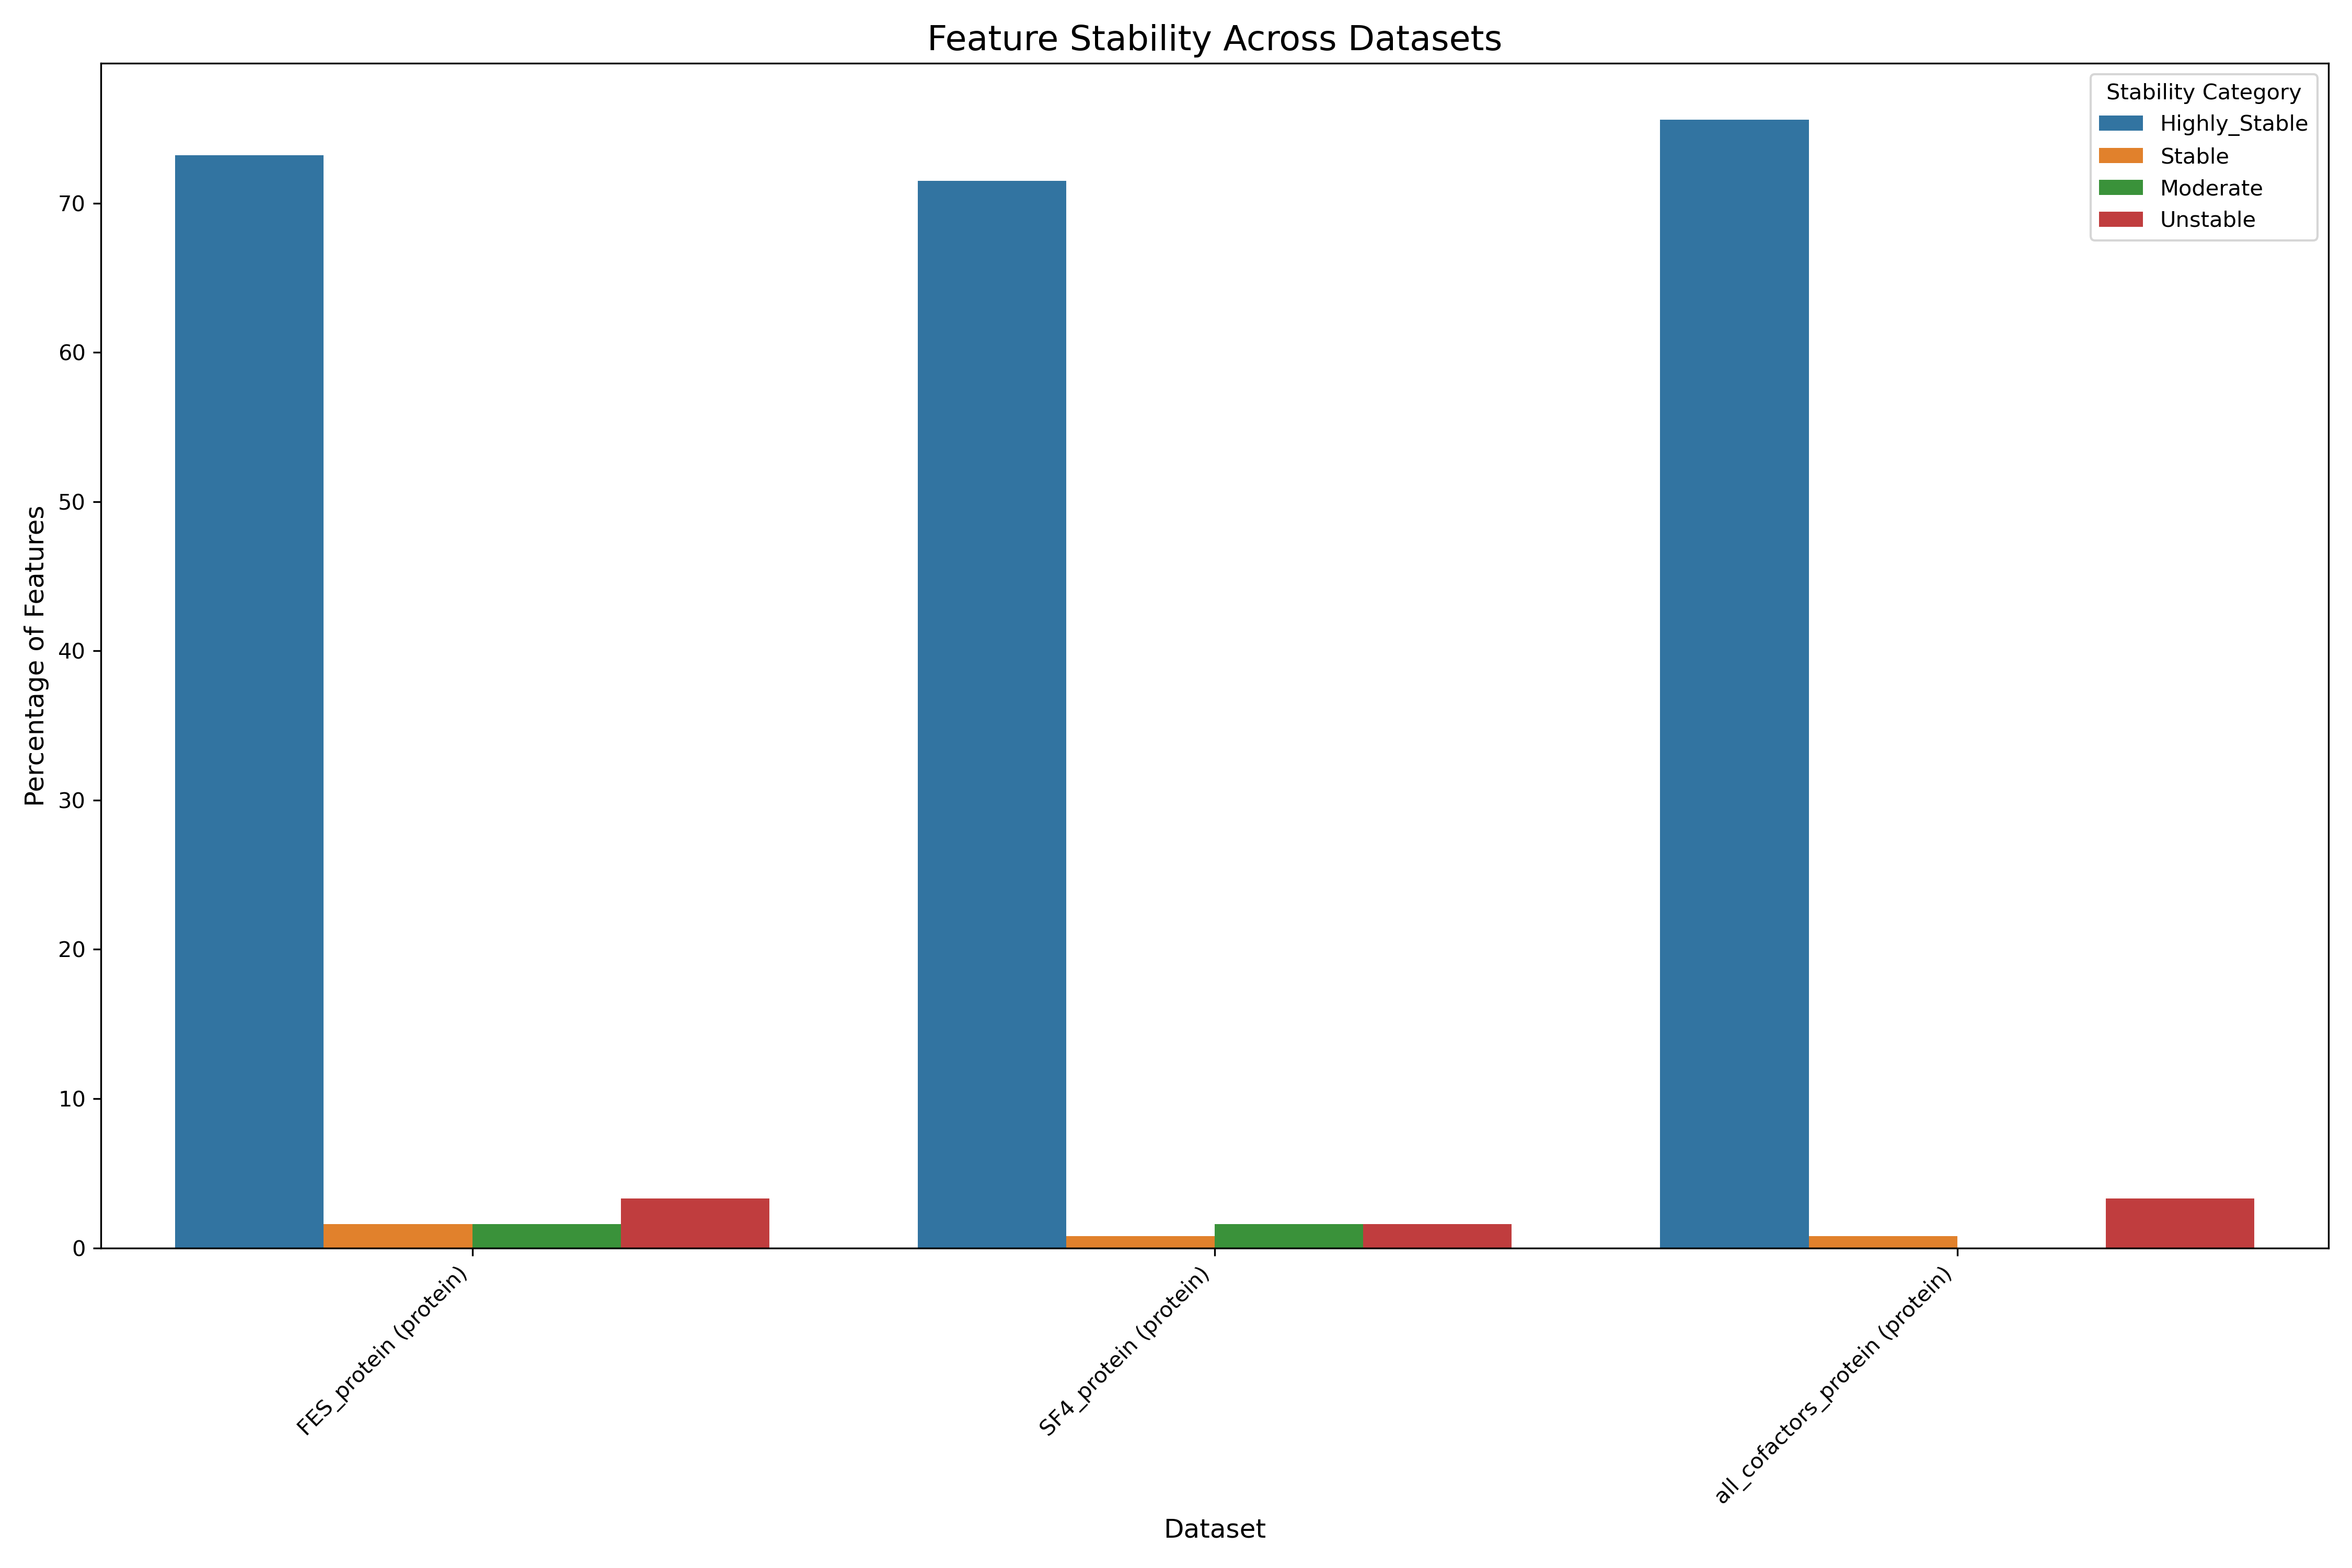 Feature Stability Across Datasets
Stability Category
Highly_Stable
Stable
Moderate
Unstable
Percentage of Features
70
60
50
40
30
20
10
0
FES_protein (protein)
SF4_protein (protein)
all_cofactors_protein (protein)
Dataset